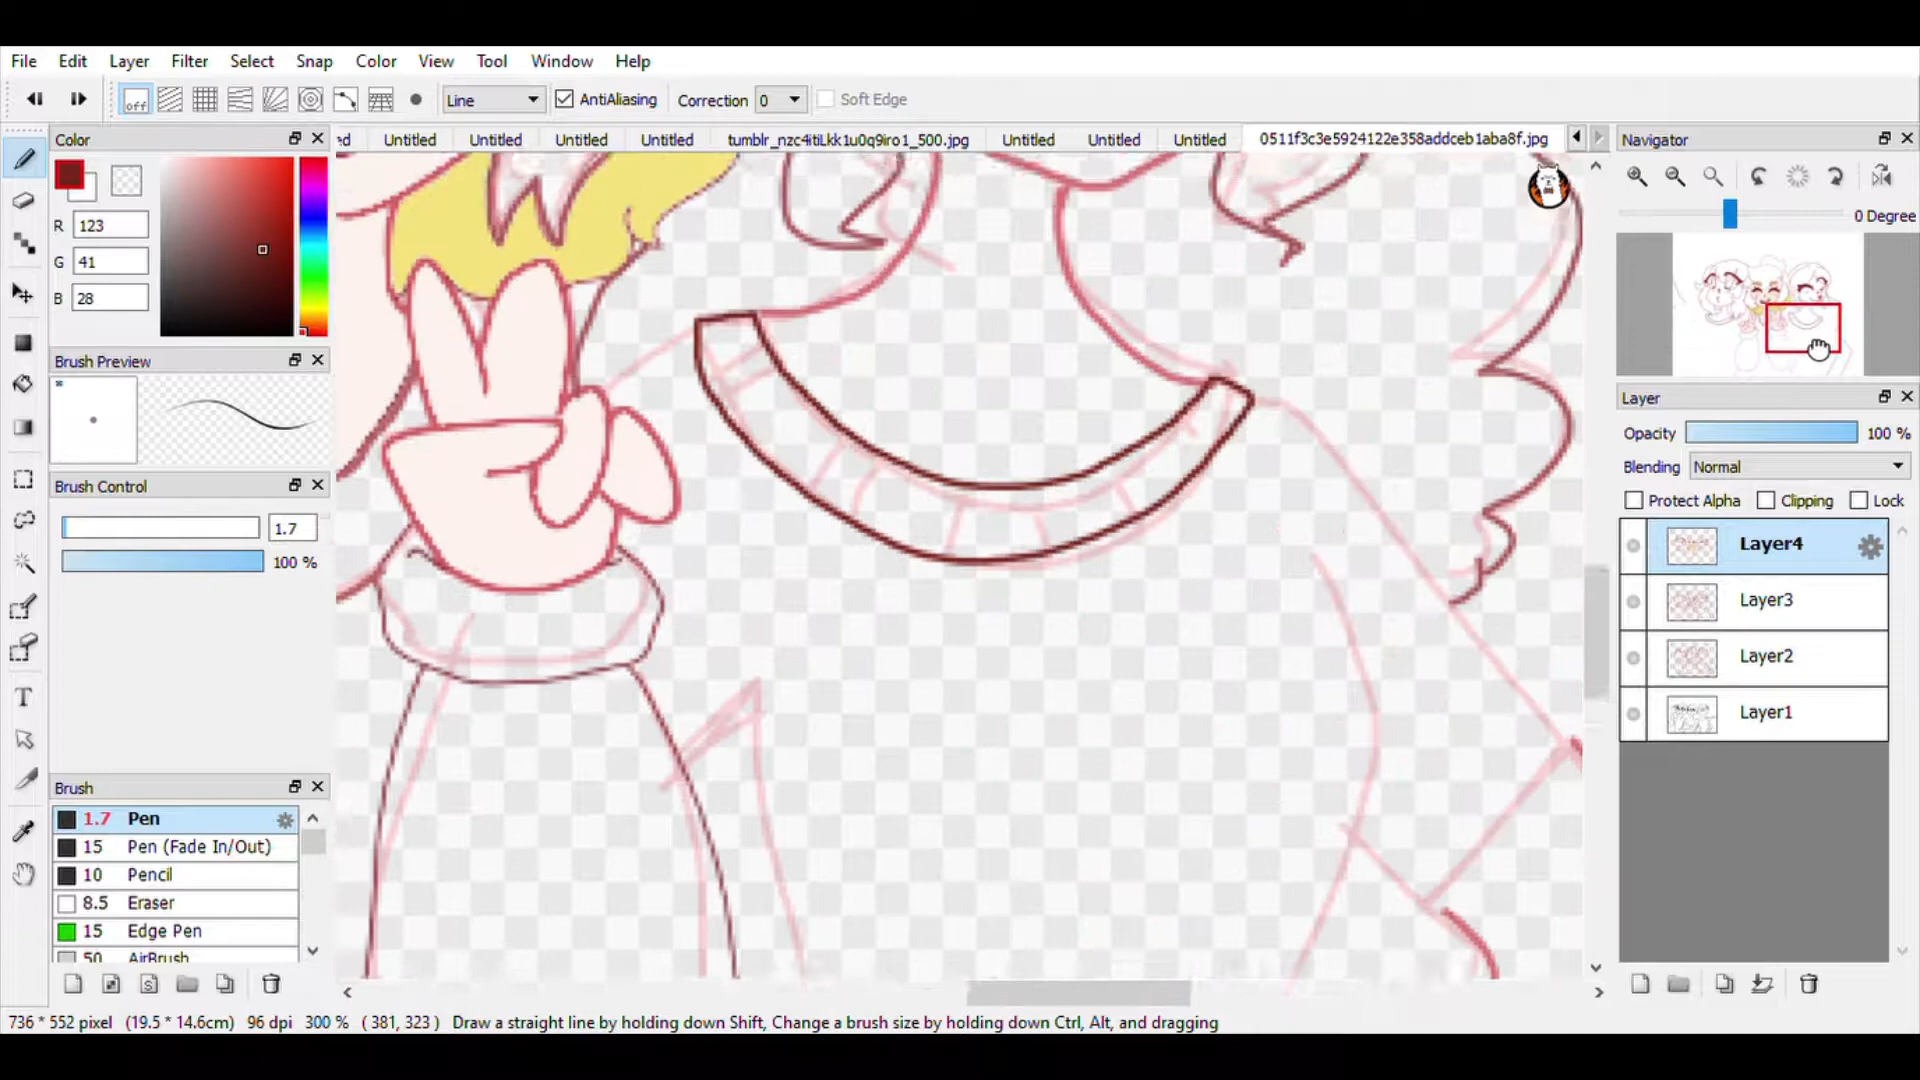 File Edit Layer Filter Select Snap Color View Tool Window Help
off Line AntiAliasing Correction 0 Soft Edge
Color
ed Untitled Untitled Untitled Untitled tumblr_nzc4itiLkk1u0q9iro1_500.jpg Untitled Untitled Untitled 0511f3c3e5924122e358addceb1aba8f.jpg
Navigator
R 123
G 41
B 28
0 Degree
Brush Preview
*
Layer
Opacity 100 %
Blending Normal
Brush Control
Protect Alpha Clipping Lock
1.7
100 %
Layer4
Layer3
Layer2
Layer1
Brush
1.7 Pen
15 Pen (Fade In/Out)
10 Pencil
8.5 Eraser
15 Edge Pen
50 AirBrush
S
T
736 * 552 pixel (19.5 * 14.6cm) 96 dpi 300 % ( 381, 323 ) Draw a straight line by holding down Shift, Change a brush size by holding down Ctrl, Alt, and dragging